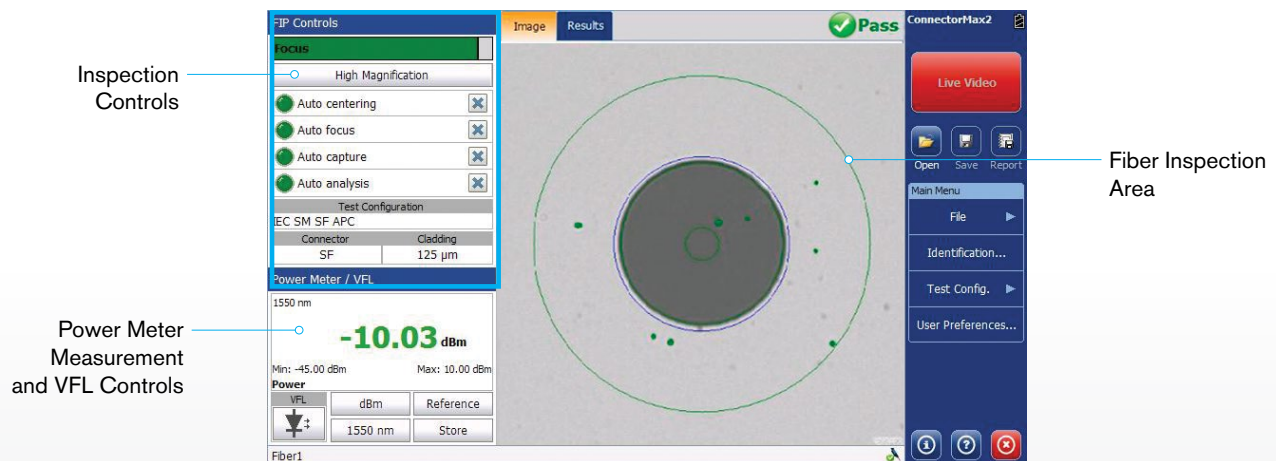 FIP Controls
Focus
High Magnification
Auto centering
Auto focus
Auto capture
Auto analysis
Test Configuration
IEC SM SF APC
Connector
Cladding
SF
125 µm
Power Meter / VFL
1550 nm
-10.03 dBm
Min: -45.00 dBm
Max: 10.00 dBm
Power
VFL
dBm
Reference
1550 nm
Store
Fiber1
Image
Results
Pass
ConnectorMax2
Live Video
Open
Save
Report
Main Menu
File
Identification...
Test Config.
User Preferences...
Inspection
Controls
Power Meter
Measurement
and VFL Controls
Fiber Inspection
Area